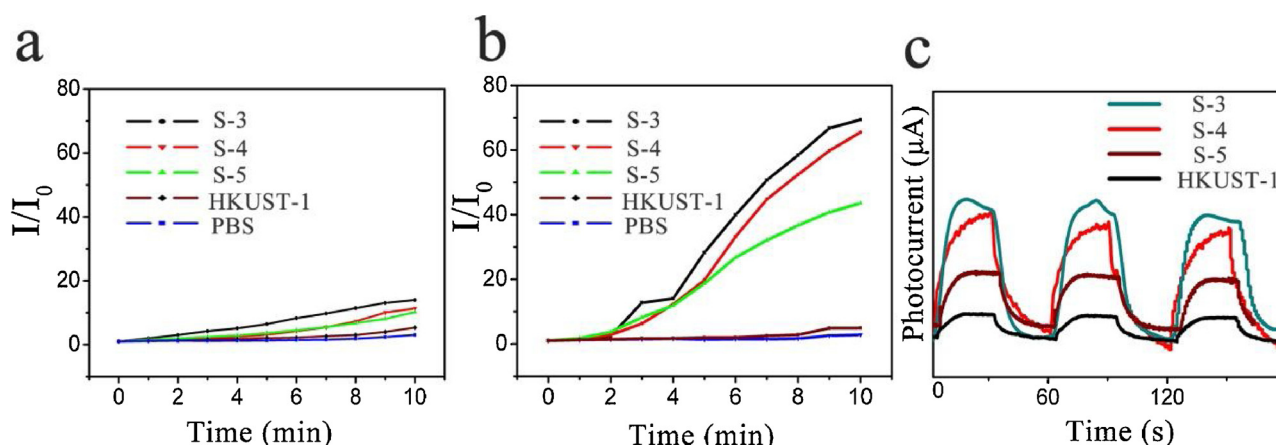 a
80
60
40
20
0
I/I0
S-3
S-4
S-5
HKUST-1
PBS
0 2 4 6 8 10
Time (min)
b
80
60
40
20
0
I/I0
S-3
S-4
S-5
HKUST-1
PBS
0 2 4 6 8 10
Time (min)
c
Photocurrent (μA)
S-3
S-4
S-5
HKUST-1
0 60 120
Time (s)